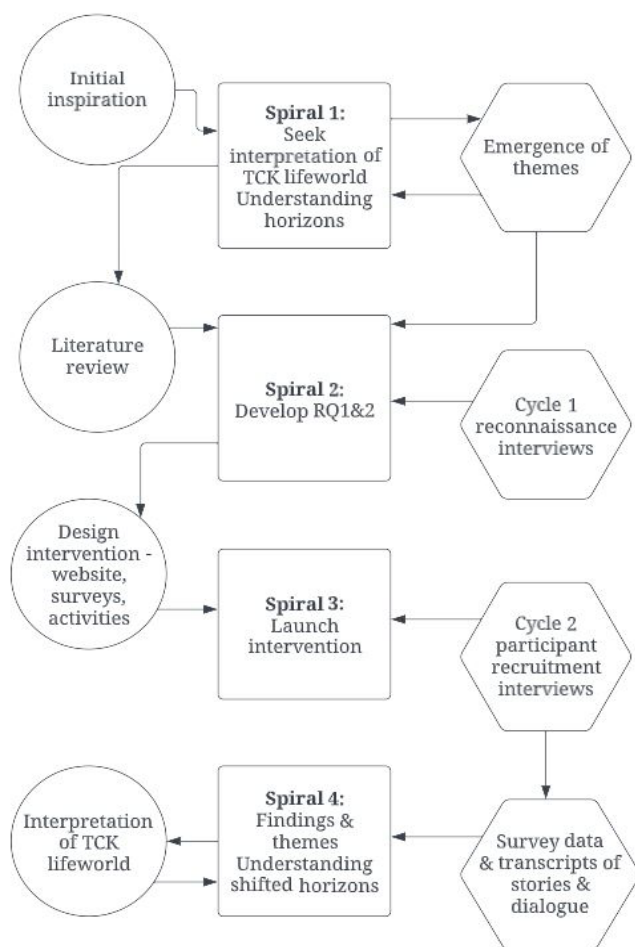 Initial
inspiration
Spiral 1:
Seek
interpretation of
TCK lifeworld
Understanding
horizons
Emergence of
themes
Literature
review
Spiral 2:
Develop RQ1&2
Cycle 1
reconnaissance
interviews
Design
intervention -
website,
surveys,
activities
Spiral 3:
Launch
intervention
Cycle 2
participant
recruitment
interviews
Interpretation
of TCK
lifeworld
Spiral 4:
Findings &
themes
Understanding
shifted horizons
Survey data
& transcripts of
stories &
dialogue